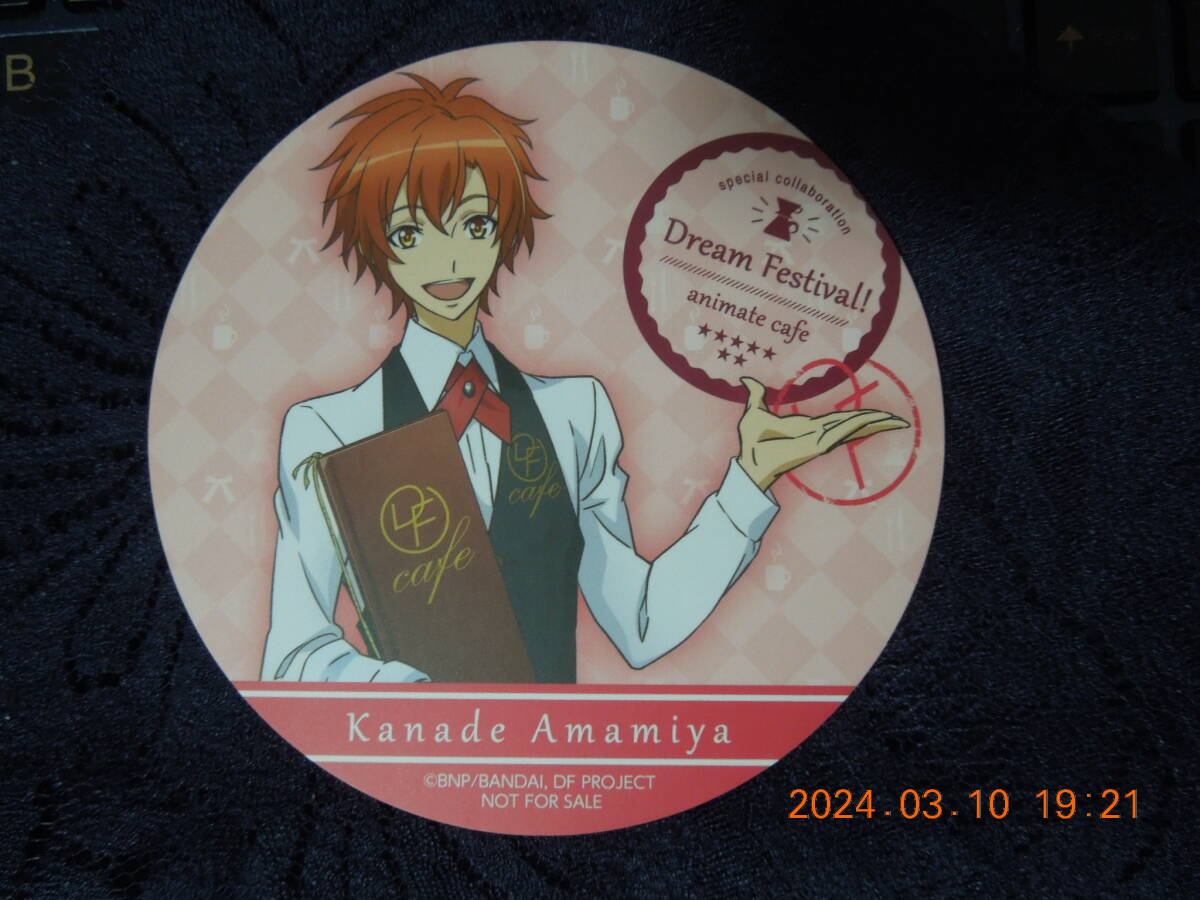 B
special collaboration
Dream Festival!
animate cafe
DF
cafe
DF
cafe
DF
Kanade Amamiya
©BNP/BANDAI, DF PROJECT
NOT FOR SALE
2024.03.10 19:21